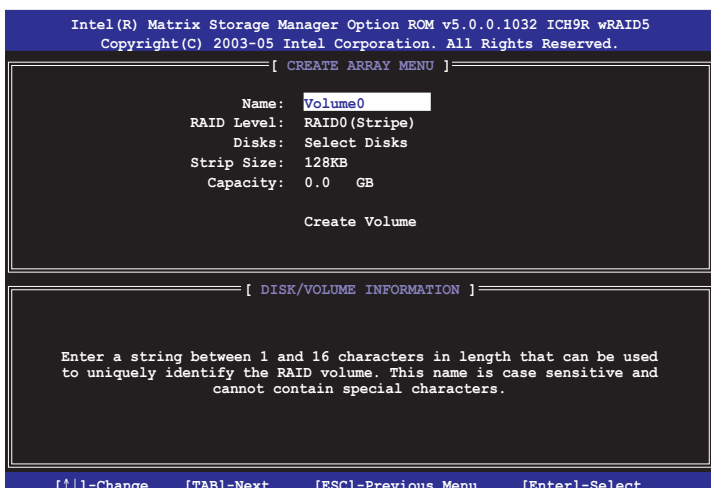 Intel(R) Matrix Storage Manager Option ROM v5.0.0.1032 ICH9R wRAID5
Copyright(C) 2003-05 Intel Corporation. All Rights Reserved.
[ CREATE ARRAY MENU ]
Name: Volume0
RAID Level: RAID0(Stripe)
Disks: Select Disks
Strip Size: 128KB
Capacity: 0.0 GB
Create Volume
[ DISK/VOLUME INFORMATION ]
Enter a string between 1 and 16 characters in length that can be used
to uniquely identify the RAID volume. This name is case sensitive and
cannot contain special characters.
[↑↓]-Change [TAB]-Next [ESC]-Previous Menu [Enter]-Select